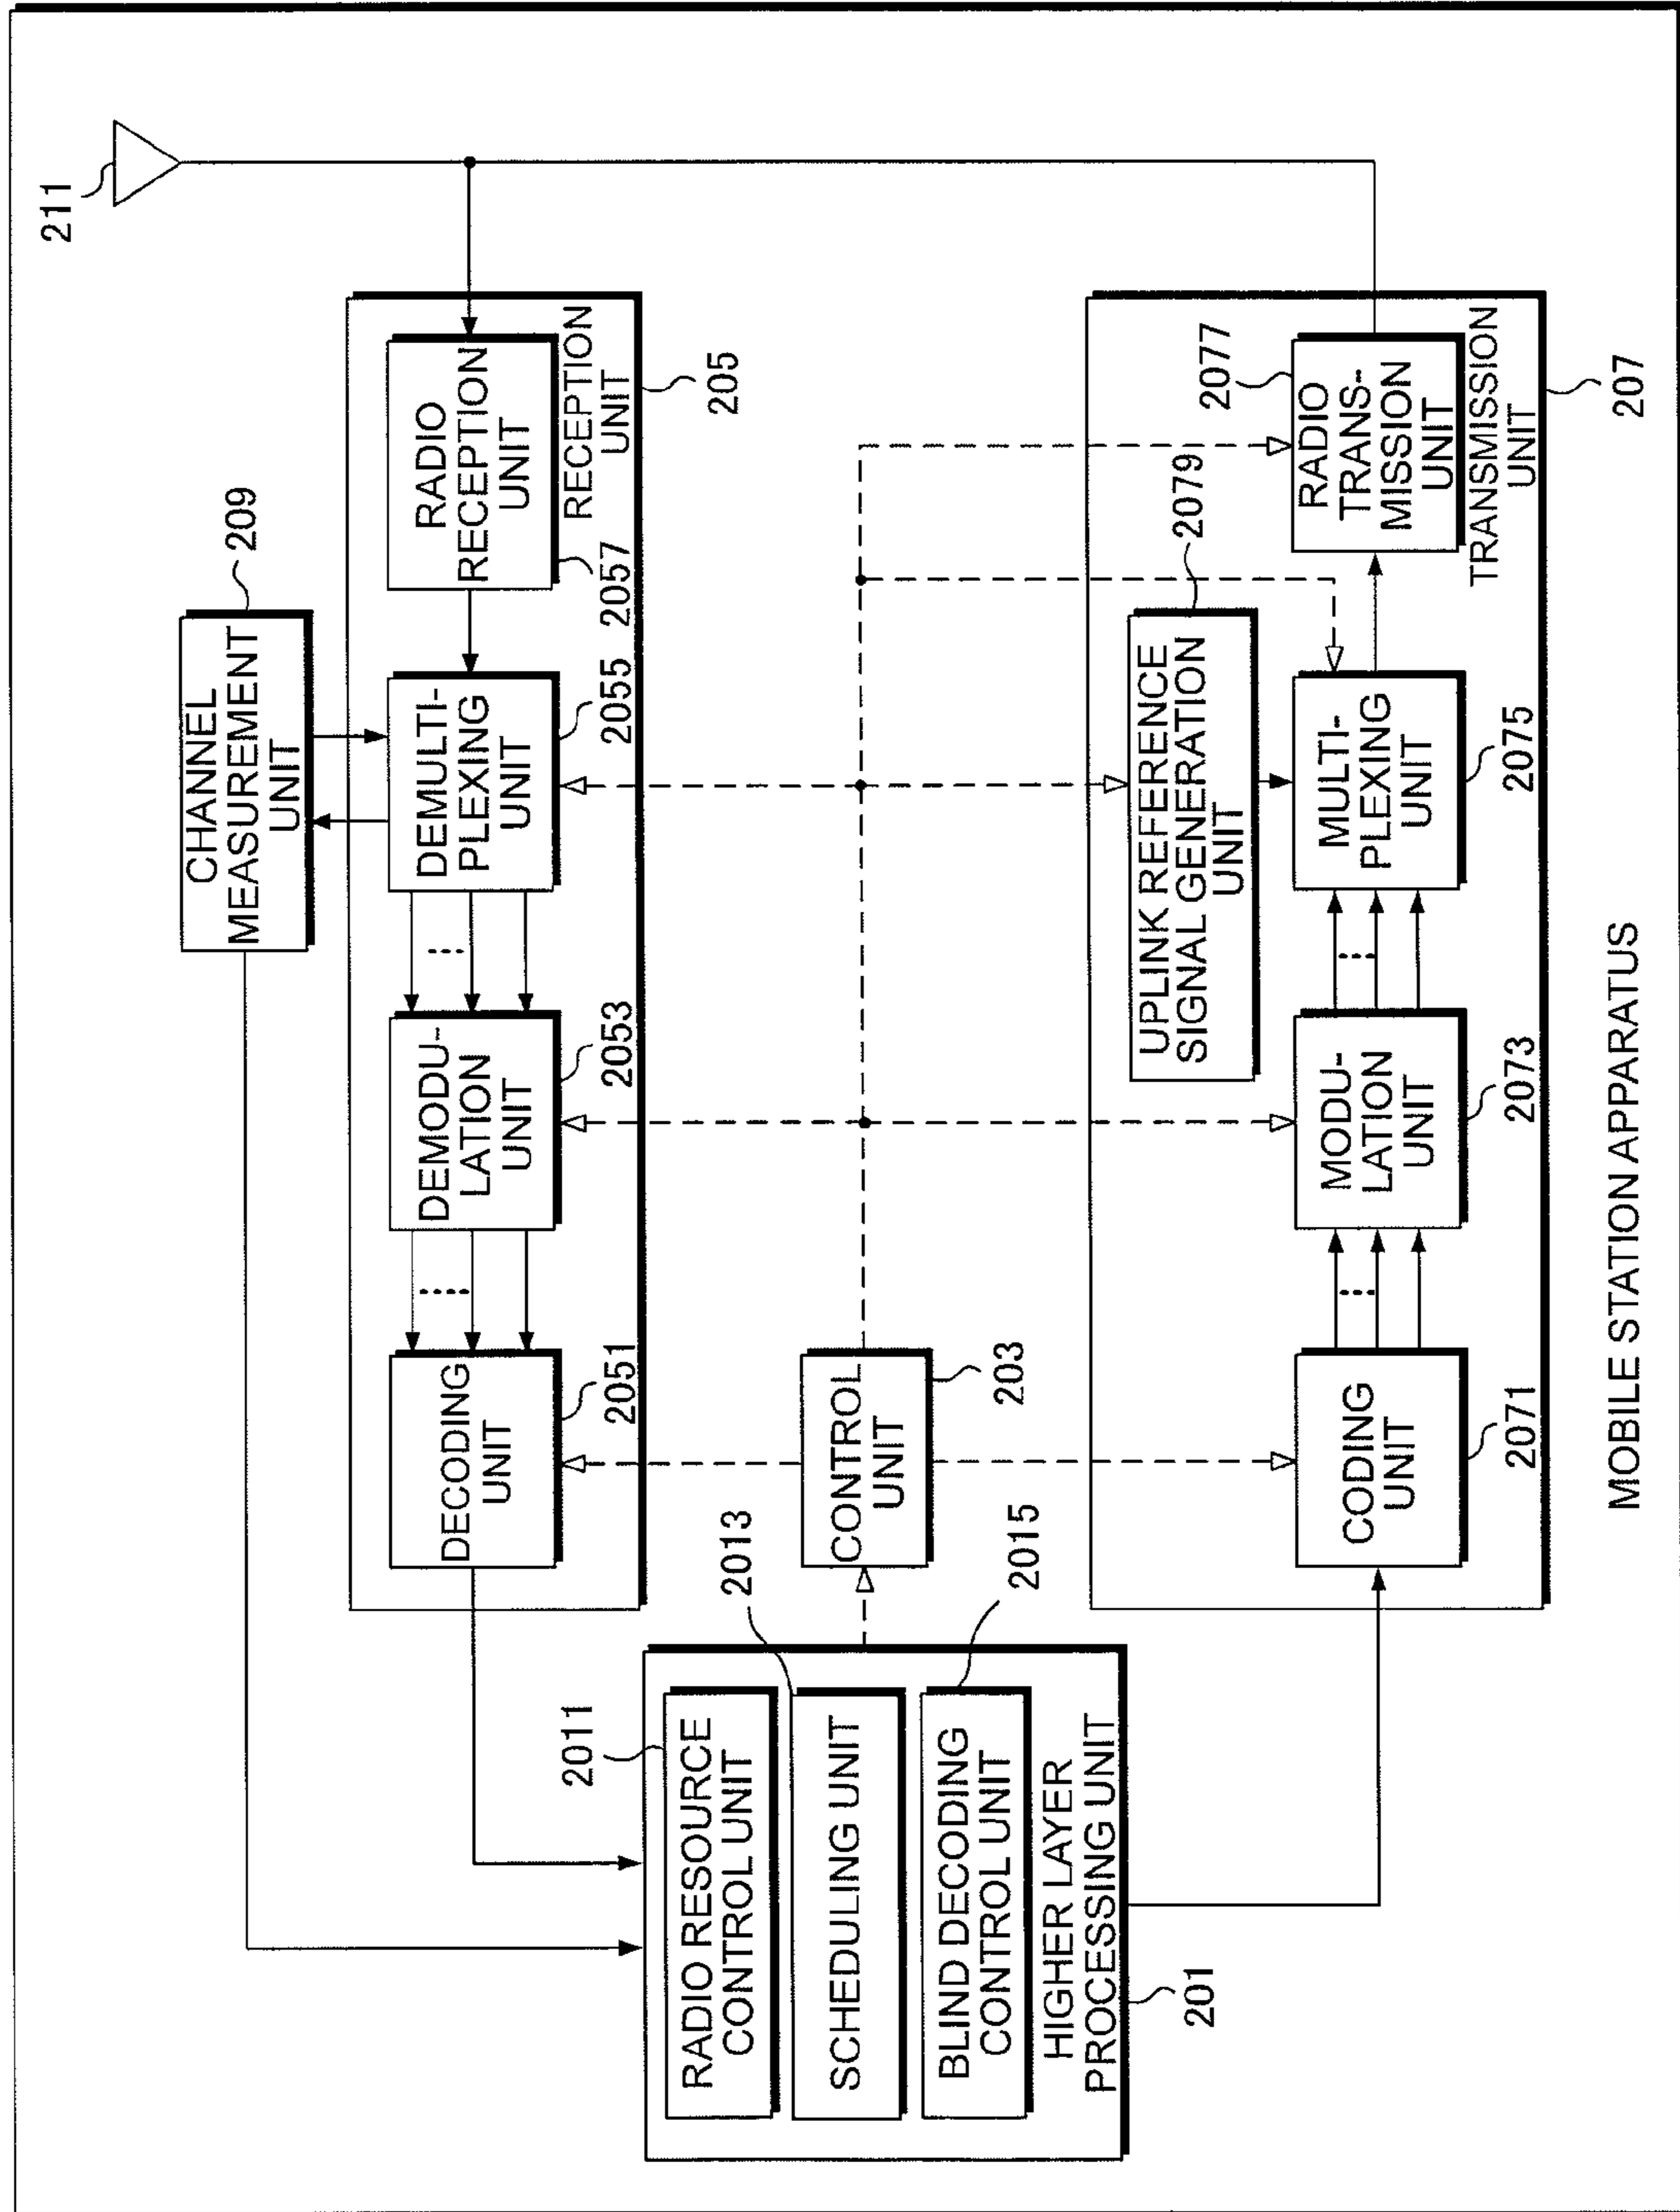 211
CHANNEL
MEASUREMENT
UNIT
209
RADIO
RECEPTION
UNIT
2057
RECEPTION
UNIT
205
DEMULTI-
PLEXING
UNIT
2055
DEMODU-
LATION
UNIT
2053
DECODING
UNIT
2051
RADIO RESOURCE
CONTROL UNIT
2011
SCHEDULING UNIT
2013
BLIND DECODING
CONTROL UNIT
2015
HIGHER LAYER
PROCESSING UNIT
201
CONTROL
UNIT
203
UPLINK REFERENCE
SIGNAL GENERATION
UNIT
2079
CODING
UNIT
2071
MODU-
LATION
UNIT
2073
MULTI-
PLEXING
UNIT
2075
RADIO
TRANS-
MISSION
UNIT
2077
TRANSMISSION
UNIT
207
MOBILE STATION APPARATUS